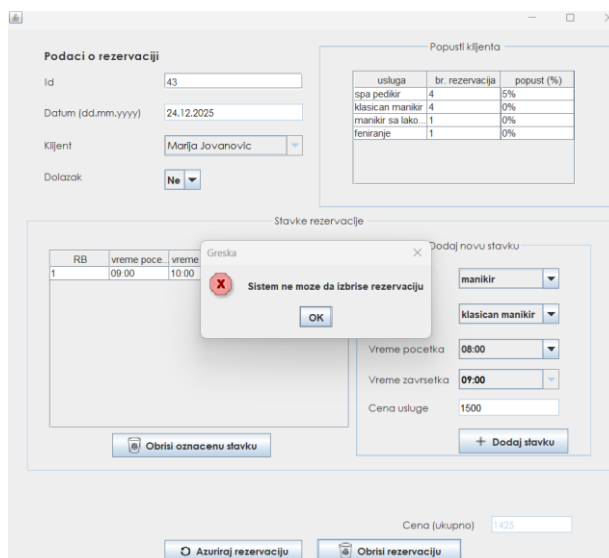 Podaci o rezervaciji
Id 43
Datum (dd.mm.yyyy) 24.12.2025
Klijent Marija Jovanovic
Dolazak Ne
Popusti klijenta
usluga br. rezervacija popust (%)
spa pedikir 4 5%
klasican manikir 4 0%
manikir sa lako... 1 0%
feniranje 1 0%
Stavke rezervacije
RB vreme poce... vreme
1 09:00 10:00
Obrisi oznacenu stavku
Greska
Sistem ne moze da izbrise rezervaciju
OK
Dodaj novu stavku
manikir
klasican manikir
Vreme pocetka 08:00
Vreme zavrsetka 09:00
Cena usluge 1500
Dodaj stavku
Cena (ukupno) 1425
Azuriraj rezervaciju
Obrisi rezervaciju